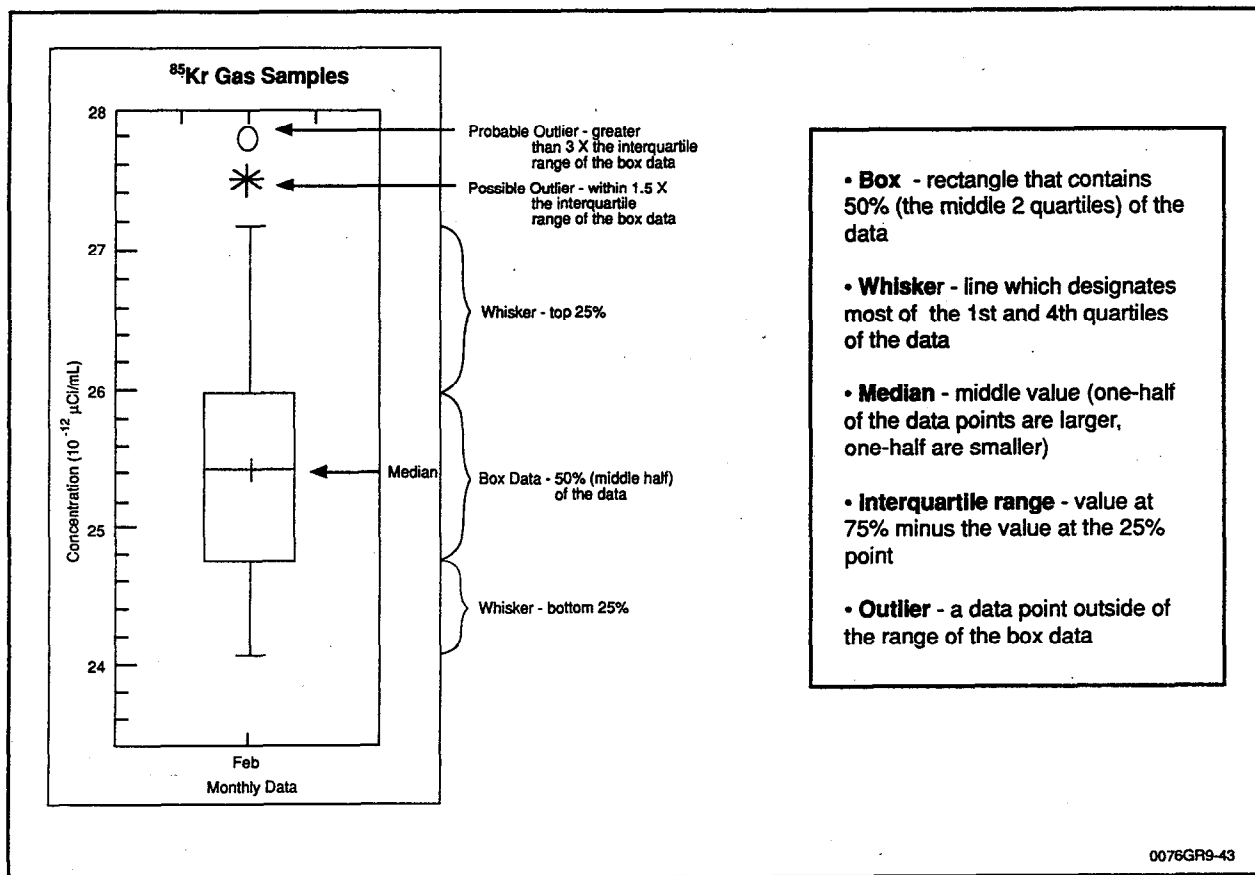 ⁸⁵Kr Gas Samples
28
27
26
25
24
Concentration (10⁻¹² µCi/mL)
Feb
Monthly Data
Probable Outlier - greater
than 3 X the interquartile
range of the box data
Possible Outlier - within 1.5 X
the interquartile
range of the box data
Whisker - top 25%
Median
Box Data - 50% (middle half)
of the data
Whisker - bottom 25%
• Box - rectangle that contains
50% (the middle 2 quartiles) of the
data
• Whisker - line which designates
most of the 1st and 4th quartiles
of the data
• Median - middle value (one-half
of the data points are larger,
one-half are smaller)
• Interquartile range - value at
75% minus the value at the 25%
point
• Outlier - a data point outside of
the range of the box data
0076GR9-43